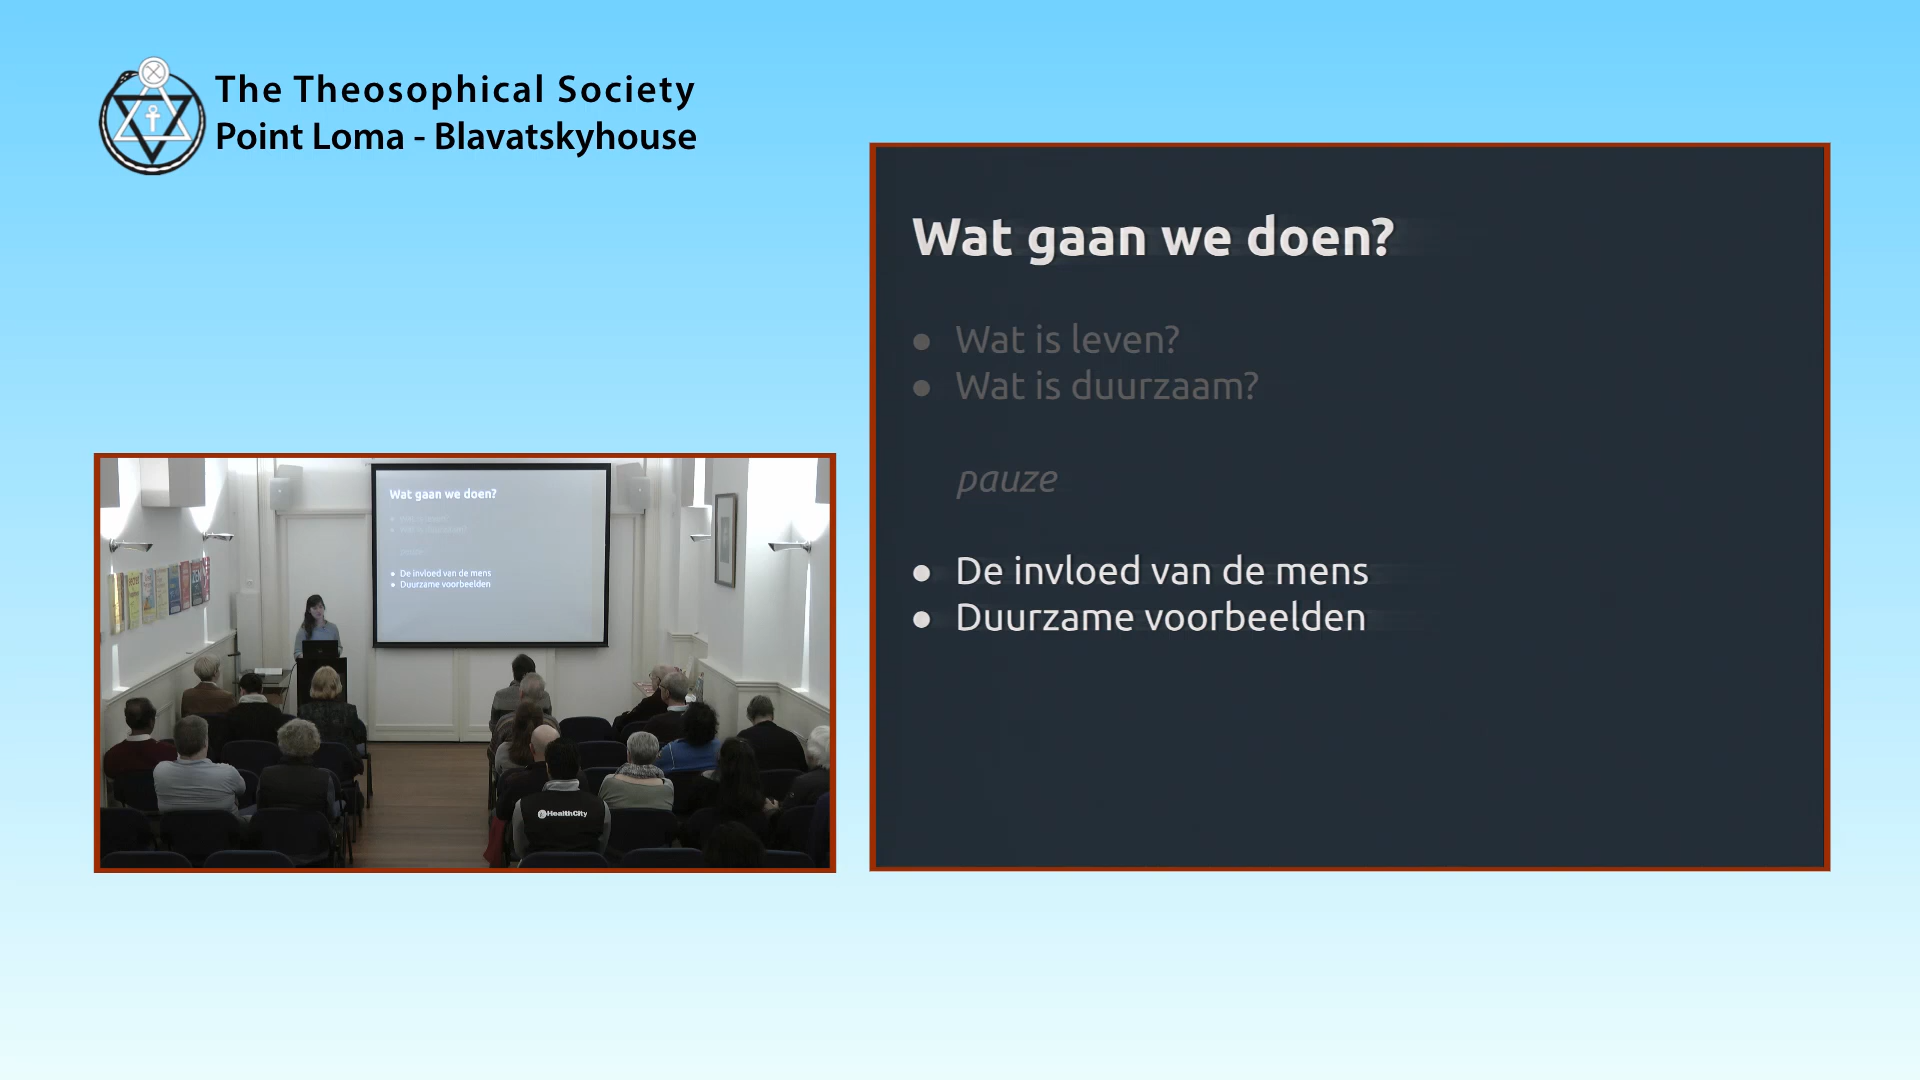 The Theosophical Society
Point Loma - Blavatskyhouse
Wat gaan we doen?
• Wat is leven?
• Wat is duurzaam?
pauze
• De invloed van de mens
• Duurzame voorbeelden
Wat gaan we doen?
• De invloed van de mens
• Duurzame voorbeelden
HealthCity